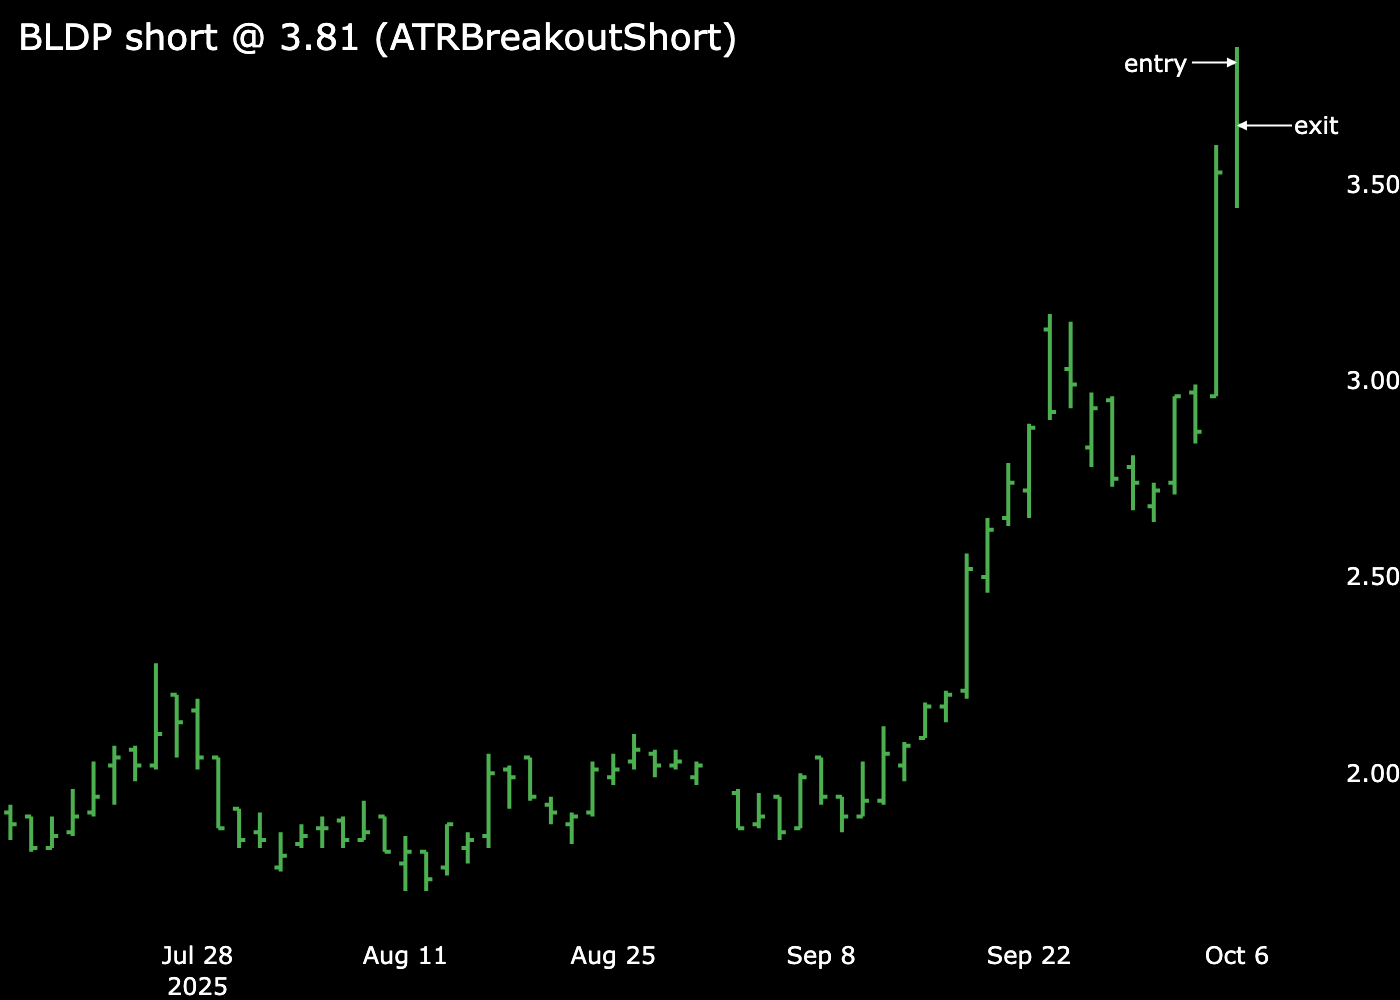 BLDP short @ 3.81 (ATRBreakoutShort)
entry
exit
3.50
3.00
2.50
2.00
Jul 28
2025
Aug 11
Aug 25
Sep 8
Sep 22
Oct 6